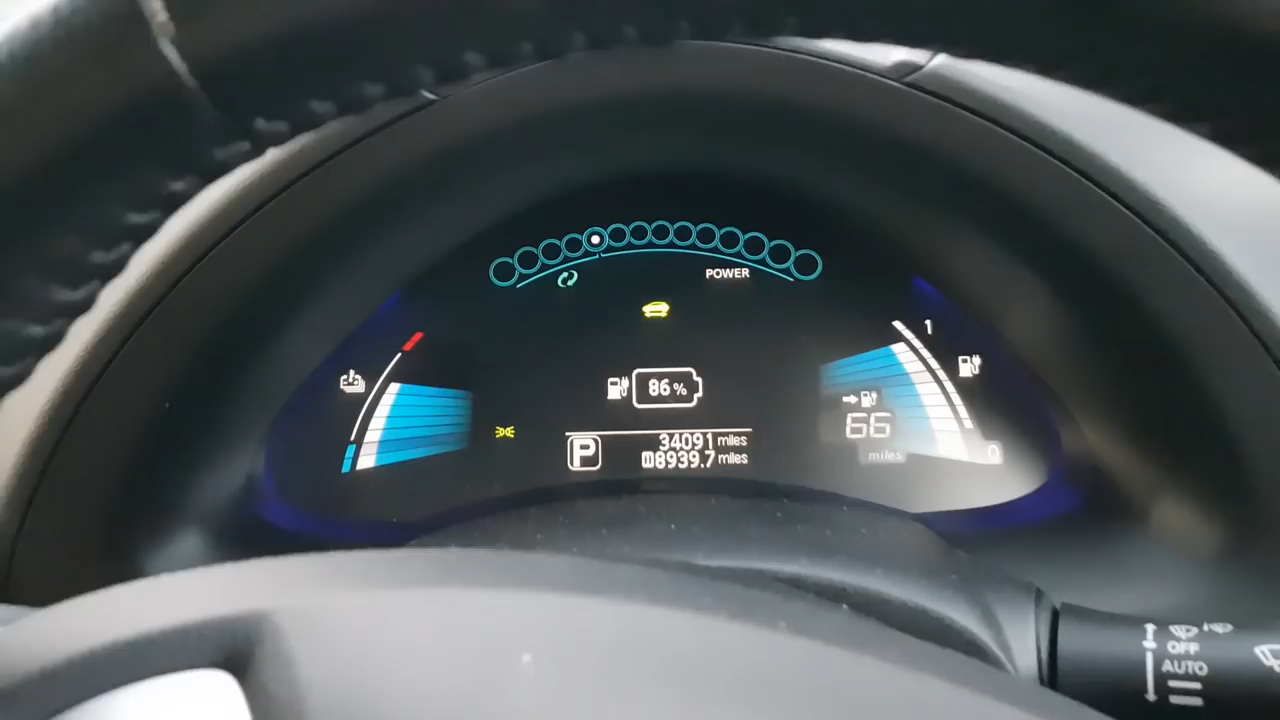 POWER
1
86 %
66
miles
0
P
34091 miles
8939.7 miles
OFF
AUTO